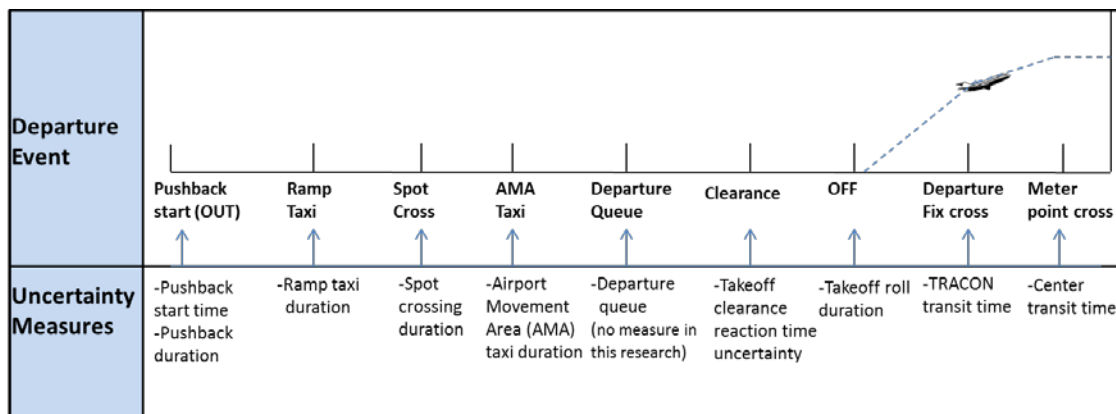 Departure
Event
Pushback
start (OUT)
Ramp
Taxi
Spot
Cross
AMA
Taxi
Departure
Queue
Clearance
OFF
Departure
Fix cross
Meter
point cross
Uncertainty
Measures
-Pushback
start time
-Pushback
duration
-Ramp taxi
duration
-Spot
crossing
duration
-Airport
Movement
Area (AMA)
taxi duration
-Departure
queue
(no measure in
this research)
-Takeoff
clearance
reaction time
uncertainty
-Takeoff roll
duration
-TRACON
transit time
-Center
transit time